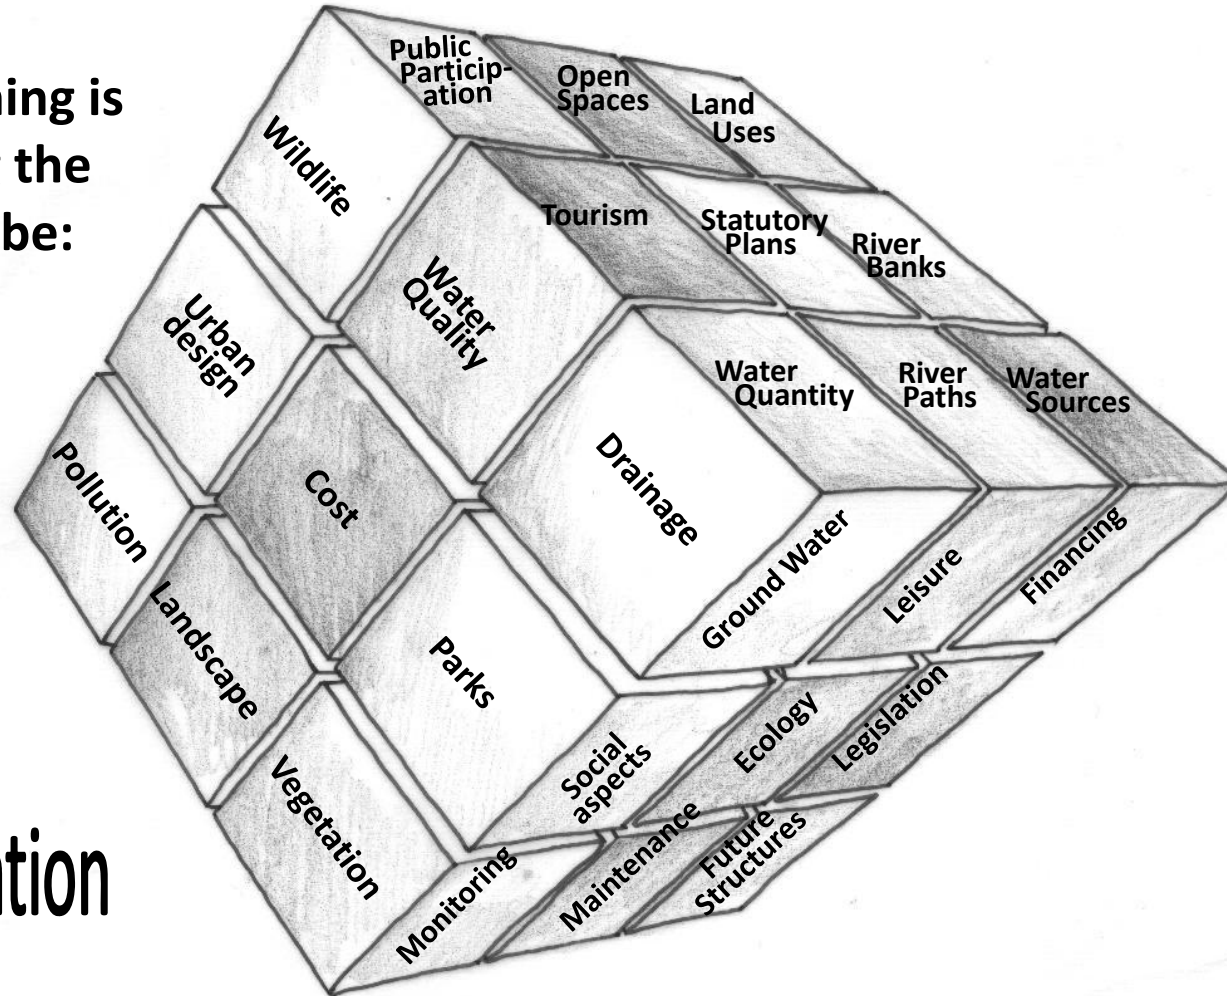 ning is
the
be:
Public
Particip-
ation
Open
Spaces
Land
Uses
Wildlife
Tourism
Statutory
Plans
River
Banks
Water
Quality
Urban
design
Water
Quantity
River
Paths
Water
Sources
Pollution
Cost
Drainage
Ground Water
Leisure
Financing
Landscape
Parks
Social
aspects
Ecology
Legislation
Vegetation
Monitoring
Maintenance
Future
Structures
ation